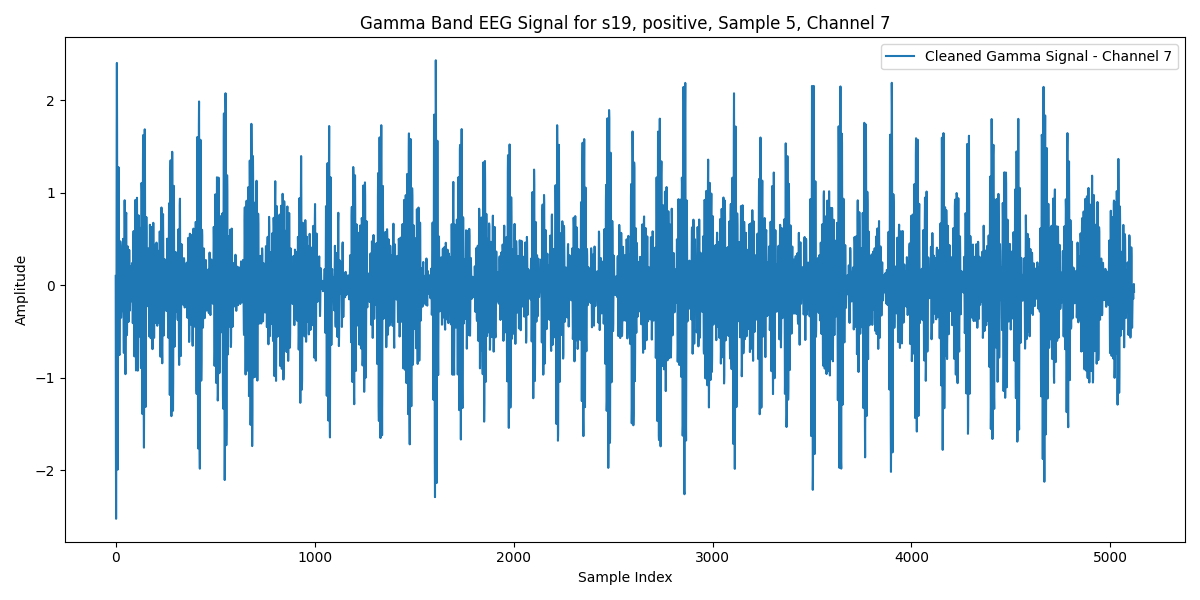 Gamma Band EEG Signal for s19, positive, Sample 5, Channel 7
Cleaned Gamma Signal - Channel 7
Amplitude
2
1
0
−1
−2
0 1000 2000 3000 4000 5000
Sample Index